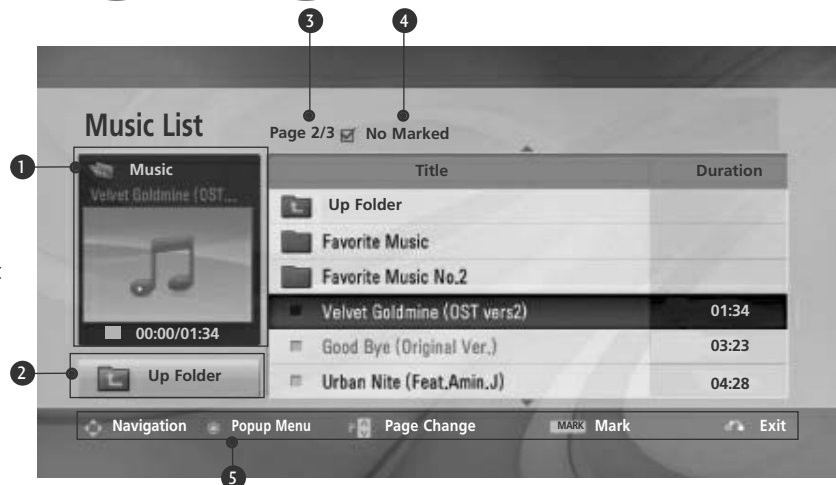 3 4
Music List
Page 2/3 No Marked
1
Music
Velvet Goldmine (OST...
00:00/01:34
2
Up Folder
Title Duration
Up Folder
Favorite Music
Favorite Music No.2
Velvet Goldmine (OST vers2) 01:34
Good Bye (Original Ver.) 03:23
Urban Nite (Feat.Amin.J) 04:28
Navigation Popup Menu P Page Change MARK Mark Exit
5